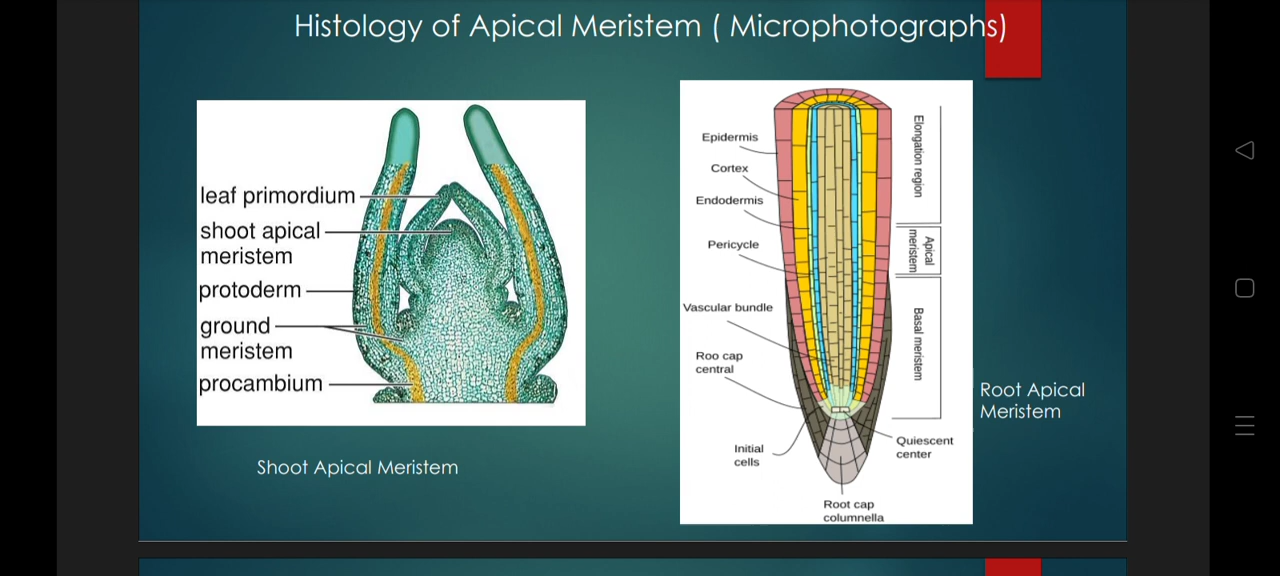 Histology of Apical Meristem ( Microphotographs)
leaf primordium
shoot apical
meristem
protoderm
ground
meristem
procambium
Shoot Apical Meristem
Epidermis
Cortex
Endodermis
Pericycle
Vascular bundle
Roo cap
central
Initial
cells
Root cap
columnella
Quiescent
center
Elongation region
Apical
meristem
Basal meristem
Root Apical
Meristem